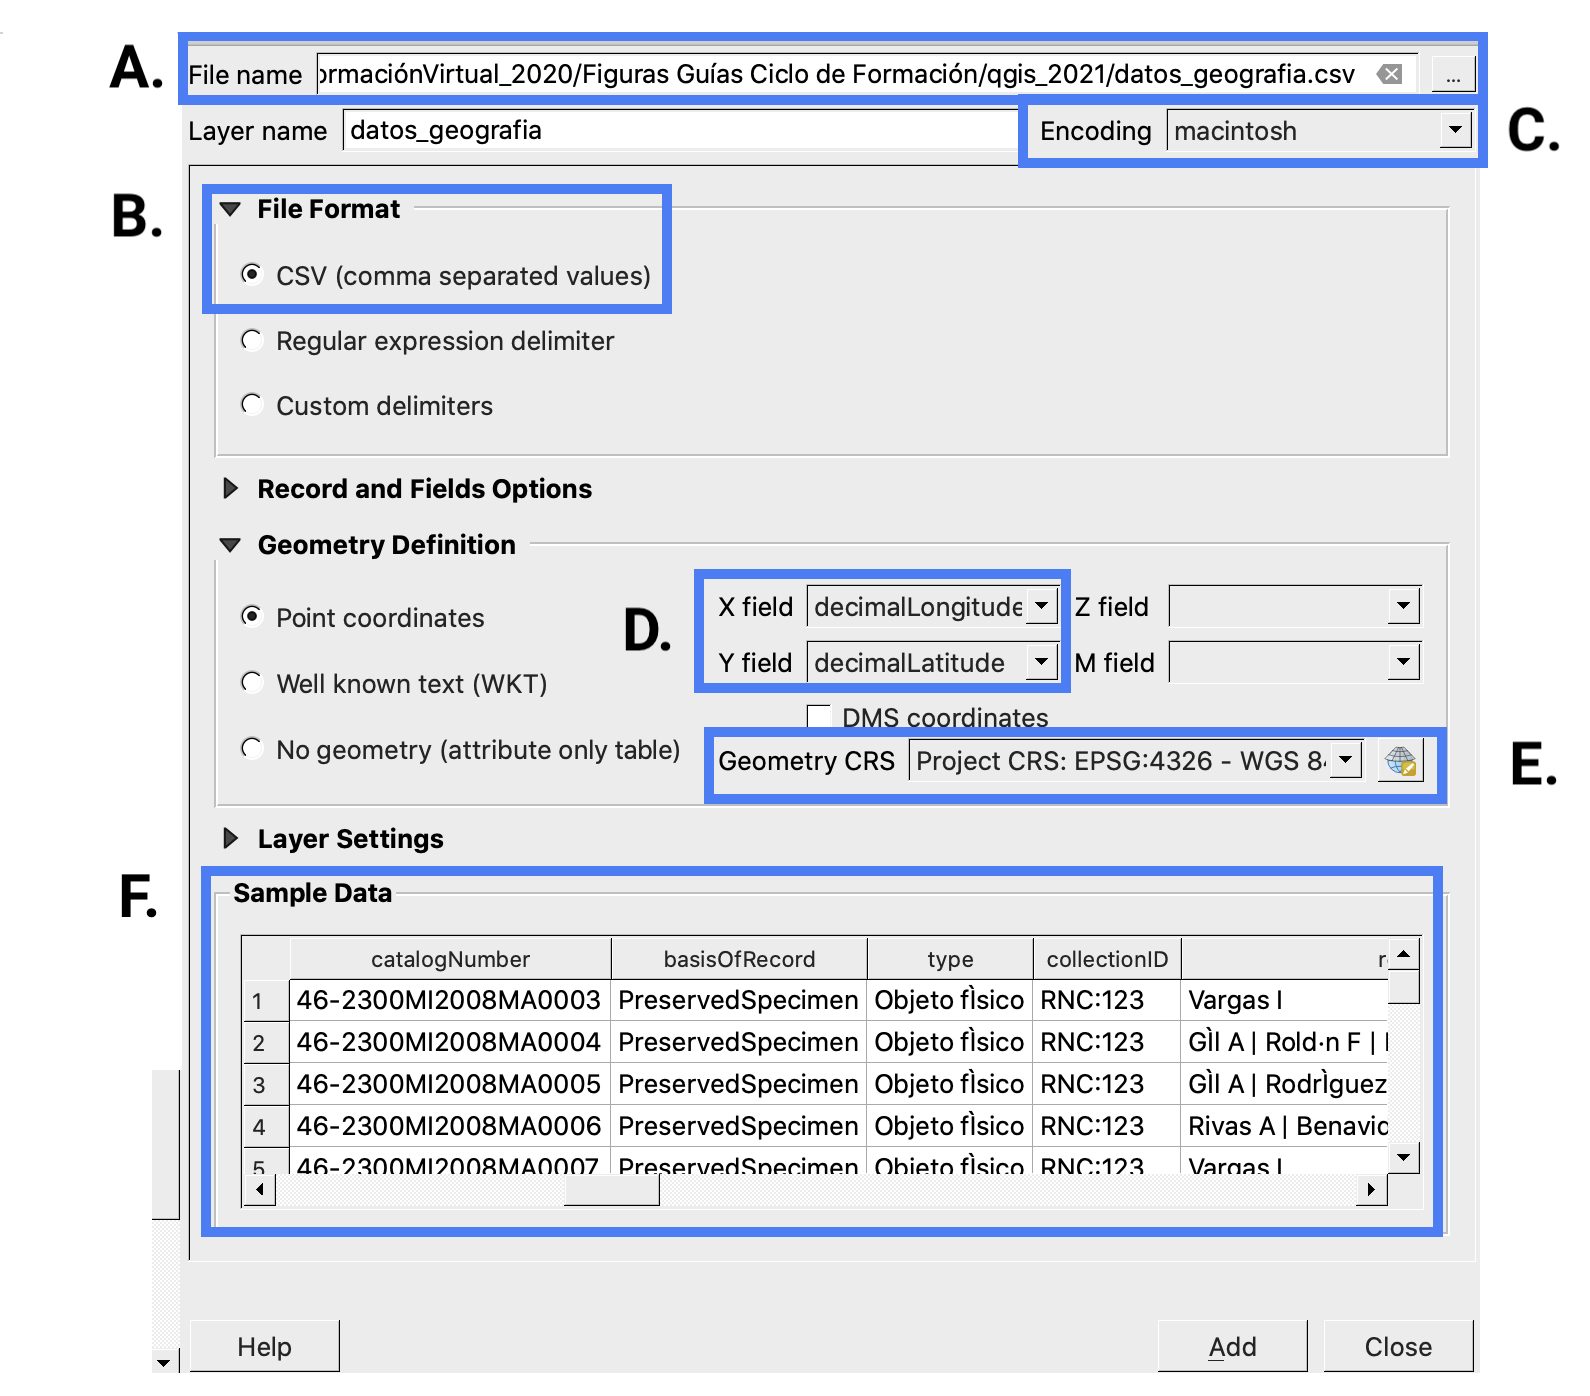 A.
File name ormaciónVirtual_2020/Figuras Guías Ciclo de Formación/qgis_2021/datos_geografia.csv ...
Layer name datos_geografia Encoding macintosh
C.
B.
File Format
CSV (comma separated values)
Regular expression delimiter
Custom delimiters
Record and Fields Options
Geometry Definition
Point coordinates
Well known text (WKT)
No geometry (attribute only table)
D.
X field decimalLongitude Z field
Y field decimalLatitude M field
DMS coordinates
Geometry CRS Project CRS: EPSG:4326 - WGS 84
E.
Layer Settings
F.
Sample Data
catalogNumber basisOfRecord type collectionID r
1 46-2300MI2008MA0003 PreservedSpecimen Objeto fÌsico RNC:123 Vargas I
2 46-2300MI2008MA0004 PreservedSpecimen Objeto fÌsico RNC:123 GÌl A | Rold·n F |
3 46-2300MI2008MA0005 PreservedSpecimen Objeto fÌsico RNC:123 GÌl A | RodrÌguez
4 46-2300MI2008MA0006 PreservedSpecimen Objeto fÌsico RNC:123 Rivas A | Benavid
5 46-2300MI2008MA0007 PreservedSpecimen Objeto fÌsico RNC:123 Vargas I
Help Add Close